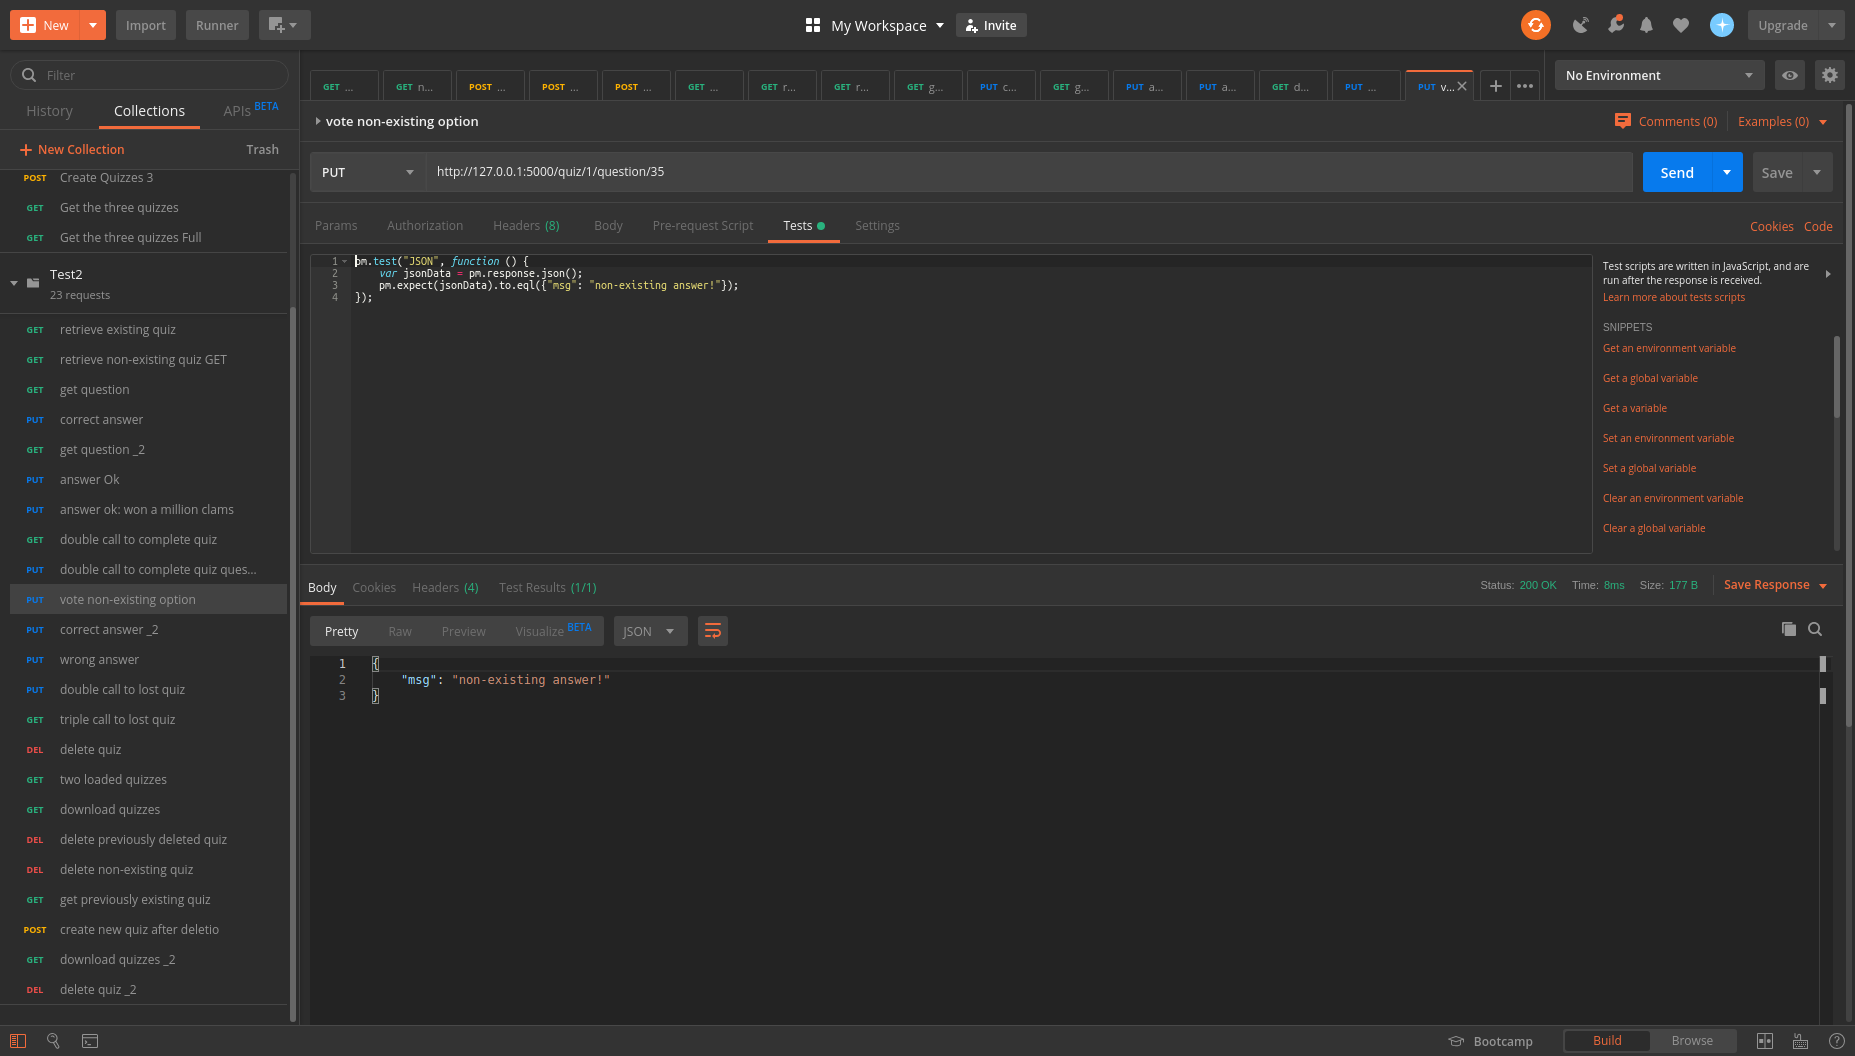 New
Import
Runner
My Workspace
Invite
Upgrade
Filter
History
Collections
APIs BETA
New Collection
Trash
POST Create Quizzes 3
GET Get the three quizzes
GET Get the three quizzes Full
Test2
23 requests
GET retrieve existing quiz
GET retrieve non-existing quiz GET
GET get question
PUT correct answer
GET get question _2
PUT answer Ok
PUT answer ok: won a million clams
GET double call to complete quiz
PUT double call to complete quiz ques...
PUT vote non-existing option
PUT correct answer _2
PUT wrong answer
PUT double call to lost quiz
GET triple call to lost quiz
DEL delete quiz
GET two loaded quizzes
GET download quizzes
DEL delete previously deleted quiz
DEL delete non-existing quiz
GET get previously existing quiz
POST create new quiz after deletio
GET download quizzes _2
DEL delete quiz _2
GET ...
GET n...
POST ...
POST ...
POST ...
GET ...
GET r...
GET r...
GET g...
PUT c...
GET g...
PUT a...
PUT a...
GET d...
PUT ...
PUT v...
No Environment
vote non-existing option
Comments (0)
Examples (0)
PUT
http://127.0.0.1:5000/quiz/1/question/35
Send
Save
Params
Authorization
Headers (8)
Body
Pre-request Script
Tests
Settings
Cookies
Code
1 pm.test("JSON", function () {
2 var jsonData = pm.response.json();
3 pm.expect(jsonData).to.eql({"msg": "non-existing answer!"});
4 });
Test scripts are written in JavaScript, and are
run after the response is received.
Learn more about tests scripts
SNIPPETS
Get an environment variable
Get a global variable
Get a variable
Set an environment variable
Set a global variable
Clear an environment variable
Clear a global variable
Body
Cookies
Headers (4)
Test Results (1/1)
Status: 200 OK
Time: 8ms
Size: 177 B
Save Response
Pretty
Raw
Preview
Visualize BETA
JSON
1 {
2 "msg": "non-existing answer!"
3 }
Bootcamp
Build
Browse